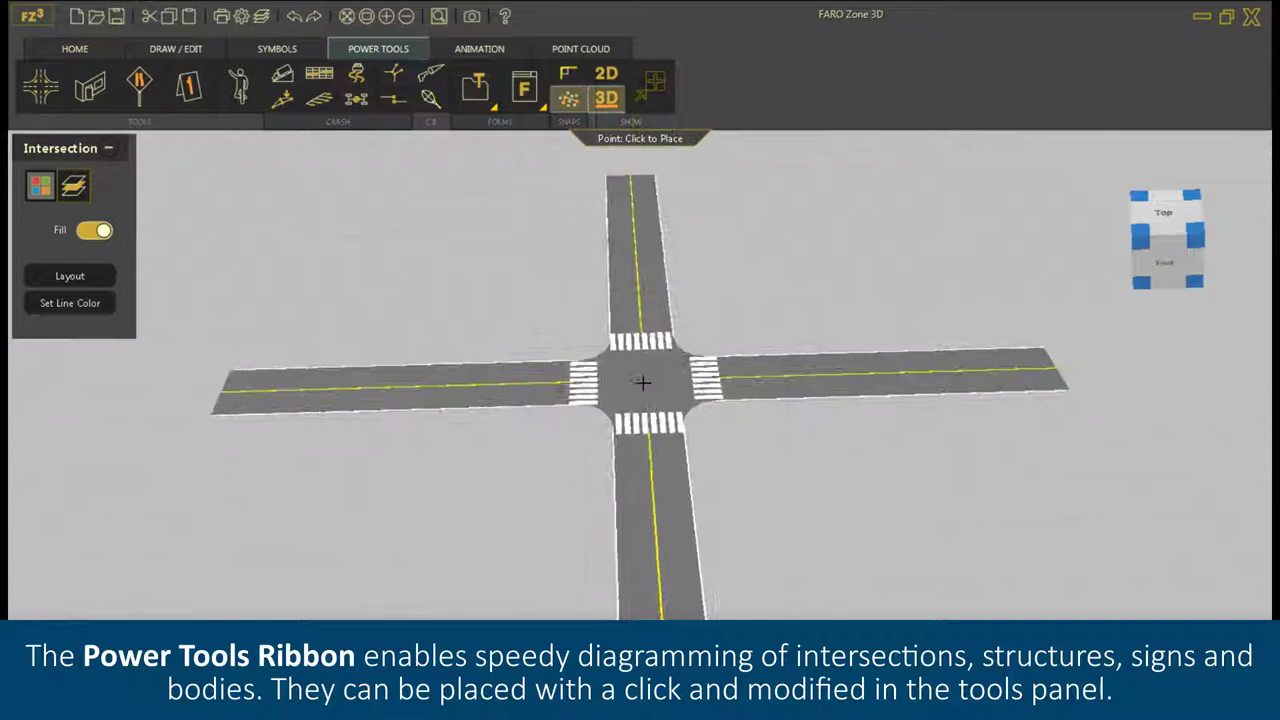 FZ3
FARO Zone 3D
HOME DRAW / EDIT SYMBOLS POWER TOOLS ANIMATION POINT CLOUD
1 T F 2D
3D
TOOLS CRASH FORMS SNAPS SHOW
Point: Click to Place
Intersection
Fill
Layout
Set Line Color
Top
The Power Tools Ribbon enables speedy diagramming of intersections, structures, signs and
bodies. They can be placed with a click and modified in the tools panel.